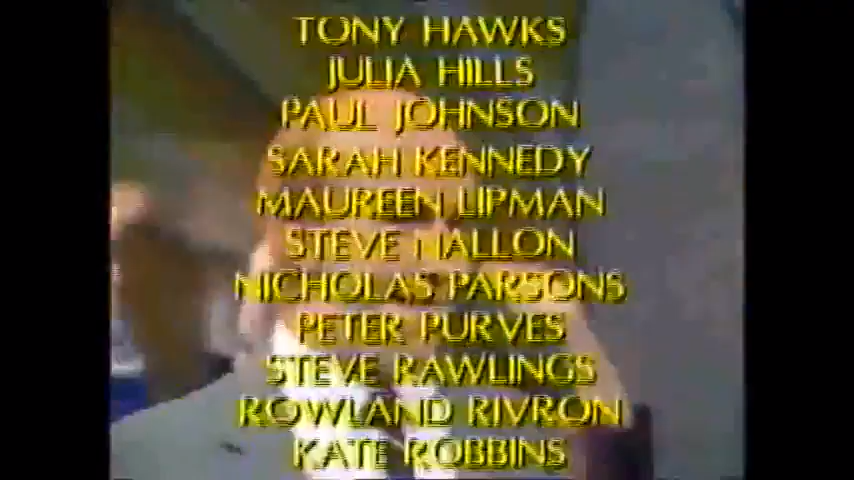 TONY HAWKS
JULIA HILLS
PAUL JOHNSON
SARAH KENNEDY
MAUREEN LIPMAN
STEVE NALLON
NICHOLAS PARSONS
PETER PURVES
STEVE RAWLINGS
ROWLAND RIVRON
KATE ROBBINS